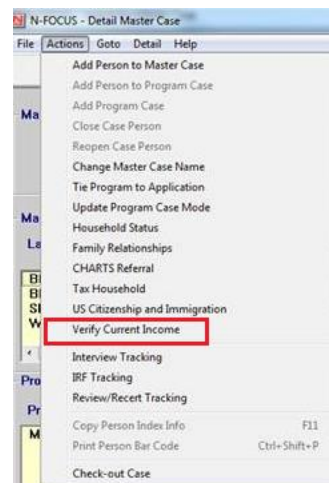 N-FOCUS - Detail Master Case
File Actions Goto Detail Help
Add Person to Master Case
Add Person to Program Case
Add Program Case
Close Case Person
Reopen Case Person
Change Master Case Name
Tie Program to Application
Update Program Case Mode
Household Status
Family Relationships
CHARTS Referral
Tax Household
US Citizenship and Immigration
Verify Current Income
Interview Tracking
IRF Tracking
Review/Recert Tracking
Copy Person Index Info F11
Print Person Bar Code Ctrl+Shift+P
Check-out Case
Ma
Ma
La
Pro
Pr
M